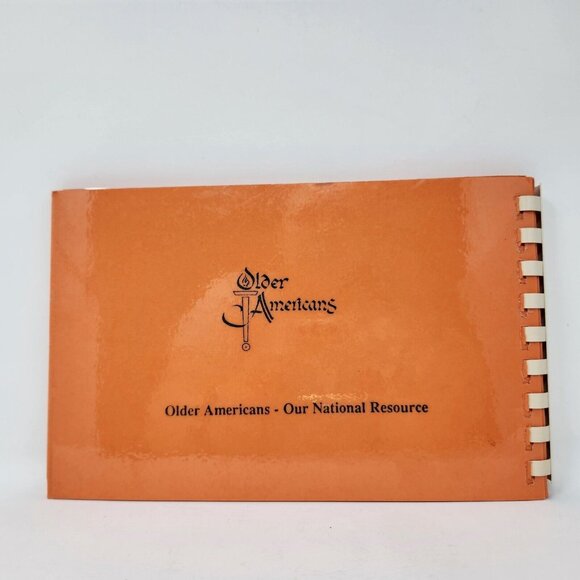 Older
Americans
Older Americans - Our National Resource